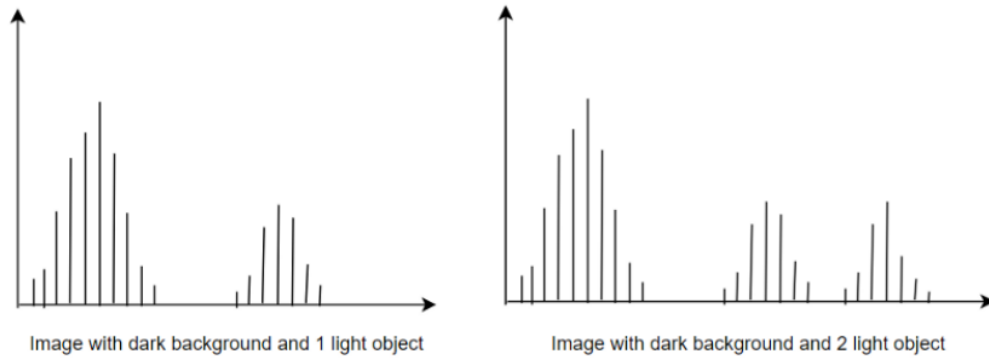 Image with dark background and 1 light object
Image with dark background and 2 light object